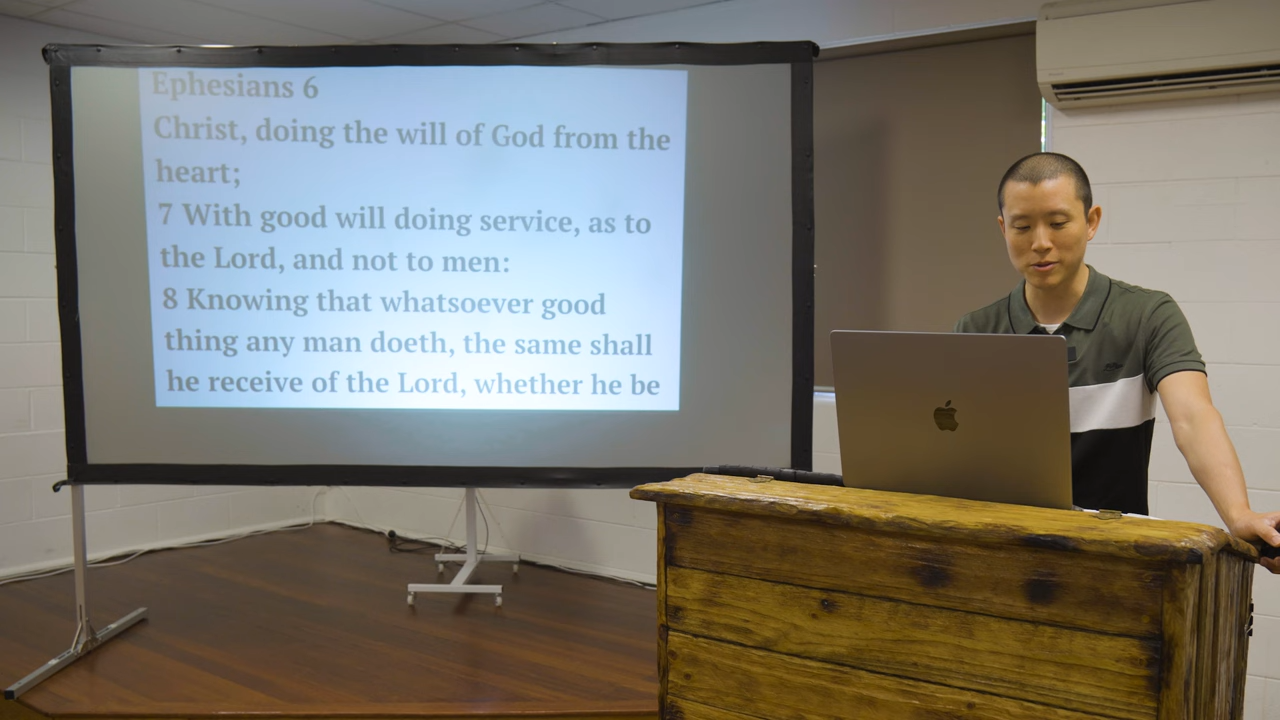 Ephesians 6
Christ, doing the will of God from the
heart;
7 With good will doing service, as to
the Lord, and not to men:
8 Knowing that whatsoever good
thing any man doeth, the same shall
he receive of the Lord, whether he be